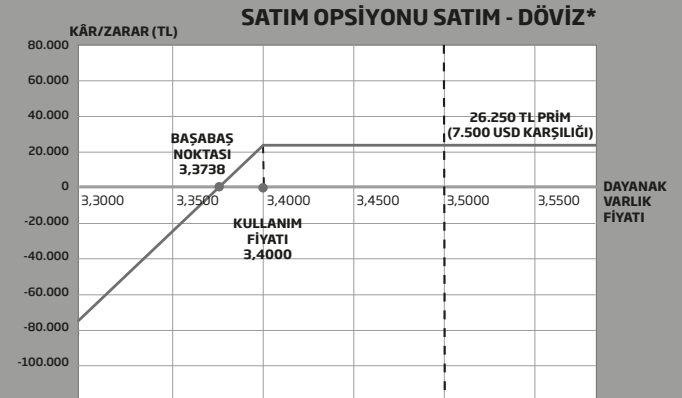 SATIM OPSİYONU SATIM - DÖVİZ*
KÂR/ZARAR (TL)
80.000
60.000
40.000
20.000
0
-20.000
-40.000
-60.000
-80.000
-100.000
26.250 TL PRİM
(7.500 USD KARŞILIĞI)
BAŞABAŞ
NOKTASI
3,3738
3,3000
3,3500
3,4000
3,4500
3,5000
3,5500
DAYANAK
VARLIK
FİYATI
KULLANIM
FİYATI
3,4000